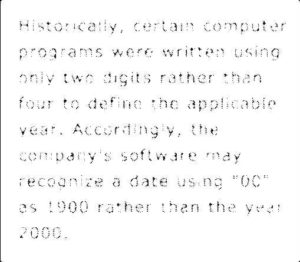 Historically, certain computer
programs were written using
only two digits rather than
four to define the applicable
year. Accordingly, the
company's software may
recognize a date using "00"
as 1900 rather than the year
2000.